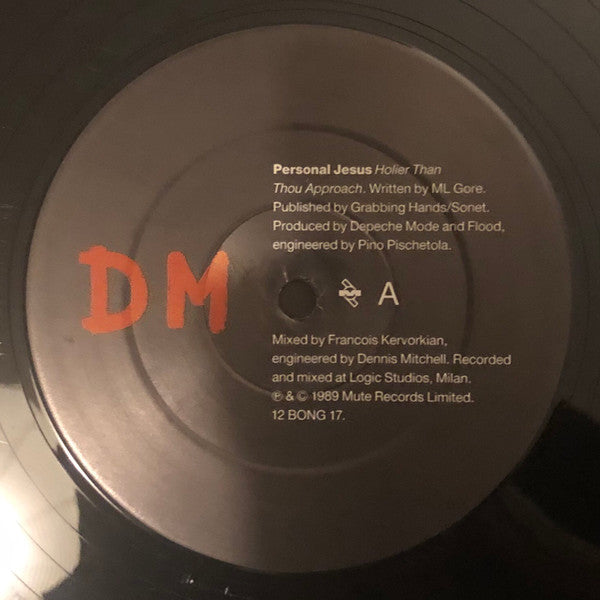 Personal Jesus Holier Than
Thou Approach. Written by ML Gore.
Published by Grabbing Hands/Sonet.
Produced by Depeche Mode and Flood,
engineered by Pino Pischetola.
DM
A
Mixed by Francois Kervorkian,
engineered by Dennis Mitchell. Recorded
and mixed at Logic Studios, Milan.
℗ & © 1989 Mute Records Limited.
12 BONG 17.